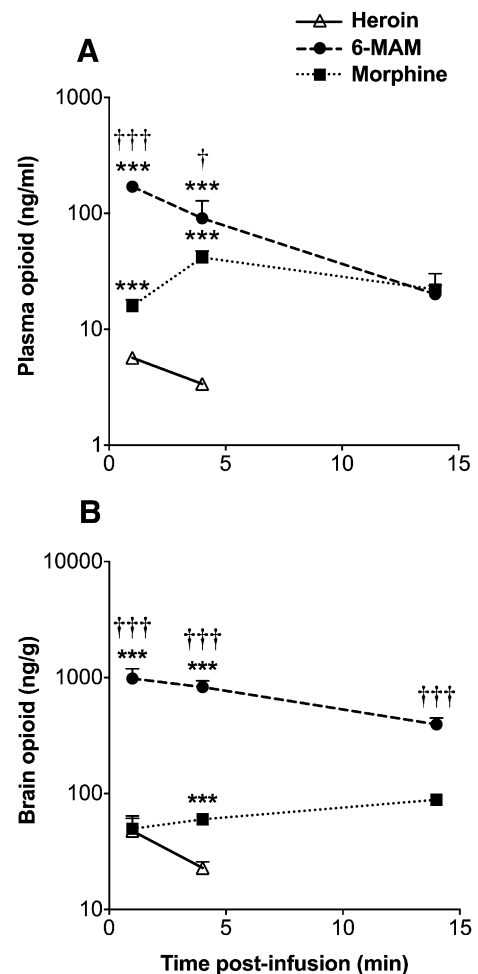 Heroin
6-MAM
Morphine
A
1000
100
10
1
Plasma opioid (ng/ml)
†††
***
†
***
***
***
0 5 10 15
B
10000
1000
100
10
Brain opioid (ng/g)
†††
***
†††
***
†††
***
0 5 10 15
Time post-infusion (min)